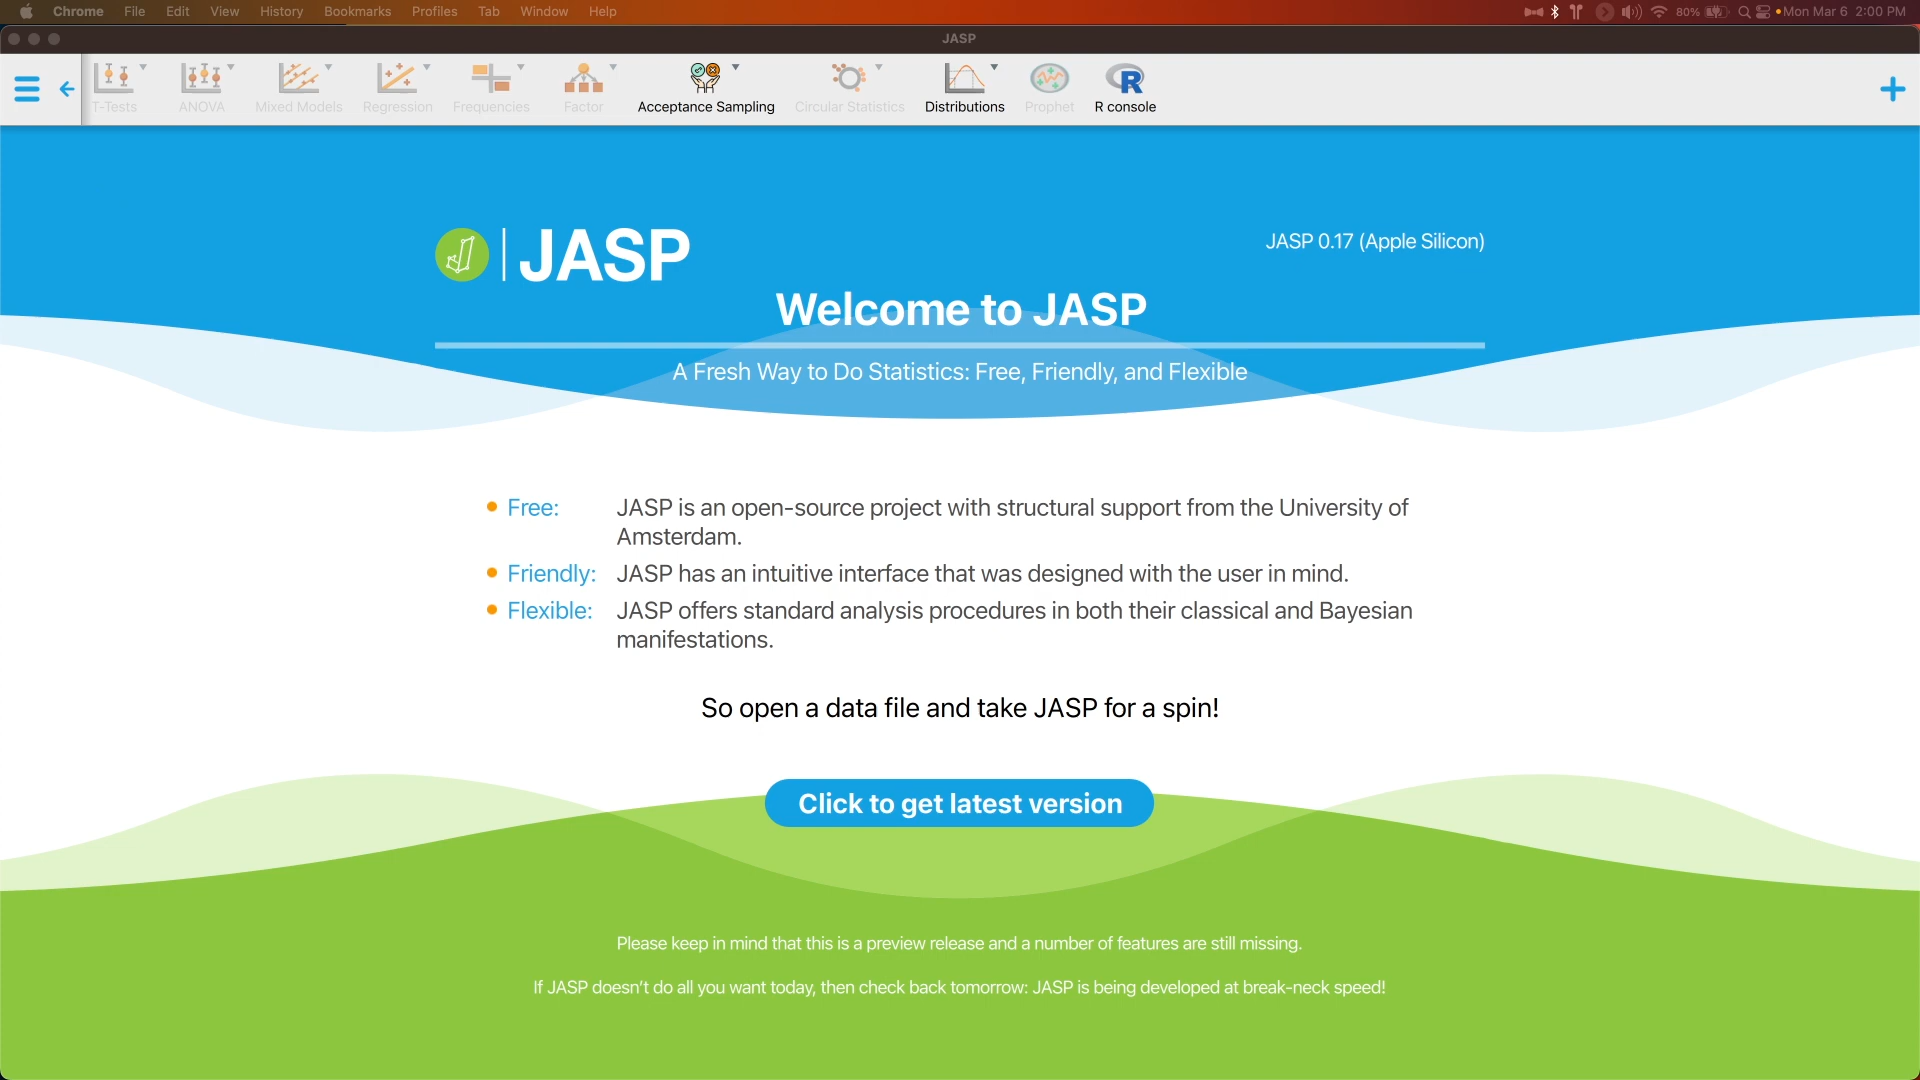 Chrome File Edit View History Bookmarks Profiles Tab Window Help 80% Mon Mar 6 2:00 PM
JASP
T-Tests ANOVA Mixed Models Regression Frequencies Factor Acceptance Sampling Circular Statistics Distributions Prophet R console
JASP
JASP 0.17 (Apple Silicon)
Welcome to JASP
A Fresh Way to Do Statistics: Free, Friendly, and Flexible
Free: JASP is an open-source project with structural support from the University of
Amsterdam.
Friendly: JASP has an intuitive interface that was designed with the user in mind.
Flexible: JASP offers standard analysis procedures in both their classical and Bayesian
manifestations.
So open a data file and take JASP for a spin!
Click to get latest version
Please keep in mind that this is a preview release and a number of features are still missing.
If JASP doesn't do all you want today, then check back tomorrow: JASP is being developed at break-neck speed!